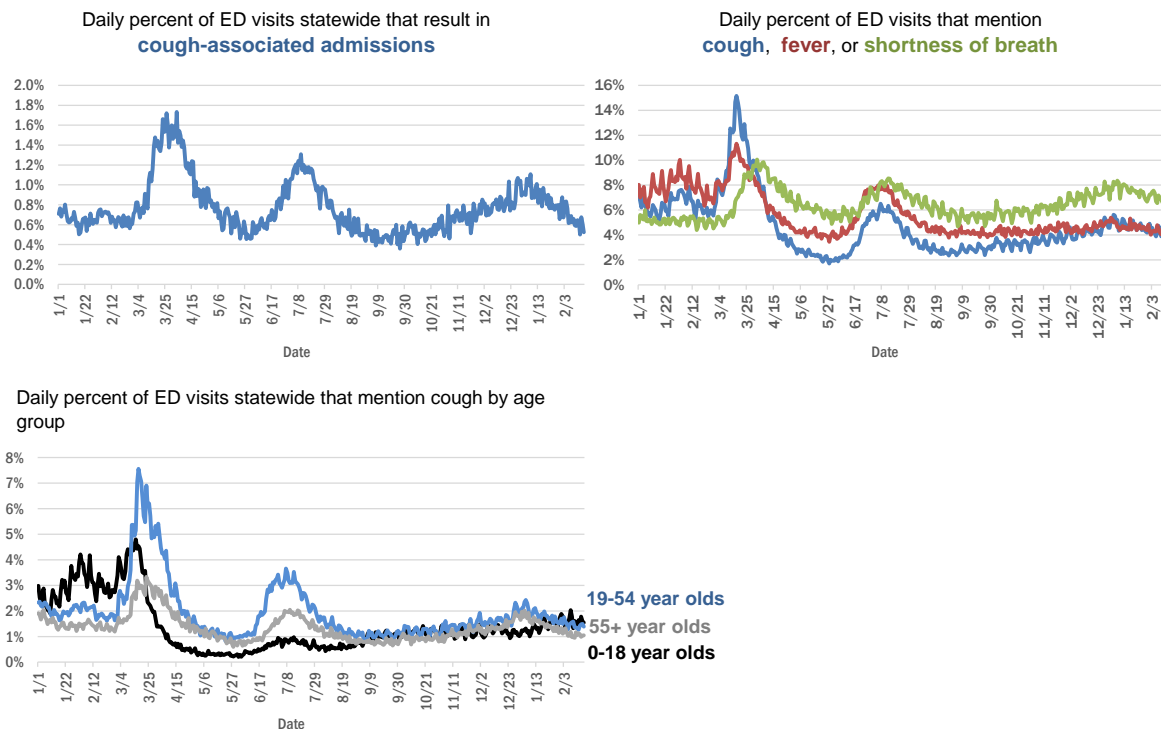 Daily percent of ED visits statewide that result in
cough-associated admissions
2.0%
1.8%
1.6%
1.4%
1.2%
1.0%
0.8%
0.6%
0.4%
0.2%
0.0%
1/1 1/22 2/12 3/4 3/25 4/15 5/6 5/27 6/17 7/8 7/29 8/19 9/9 9/30 10/21 11/11 12/2 12/23 1/13 2/3
Date
Daily percent of ED visits that mention
cough, fever, or shortness of breath
16%
14%
12%
10%
8%
6%
4%
2%
0%
1/1 1/22 2/12 3/4 3/25 4/15 5/6 5/27 6/17 7/8 7/29 8/19 9/9 9/30 10/21 11/11 12/2 12/23 1/13 2/3
Date
Daily percent of ED visits statewide that mention cough by age
group
8%
7%
6%
5%
4%
3%
2%
1%
0%
1/1 1/22 2/12 3/4 3/25 4/15 5/6 5/27 6/17 7/8 7/29 8/19 9/9 9/30 10/21 11/11 12/2 12/23 1/13 2/3
Date
19-54 year olds
55+ year olds
0-18 year olds